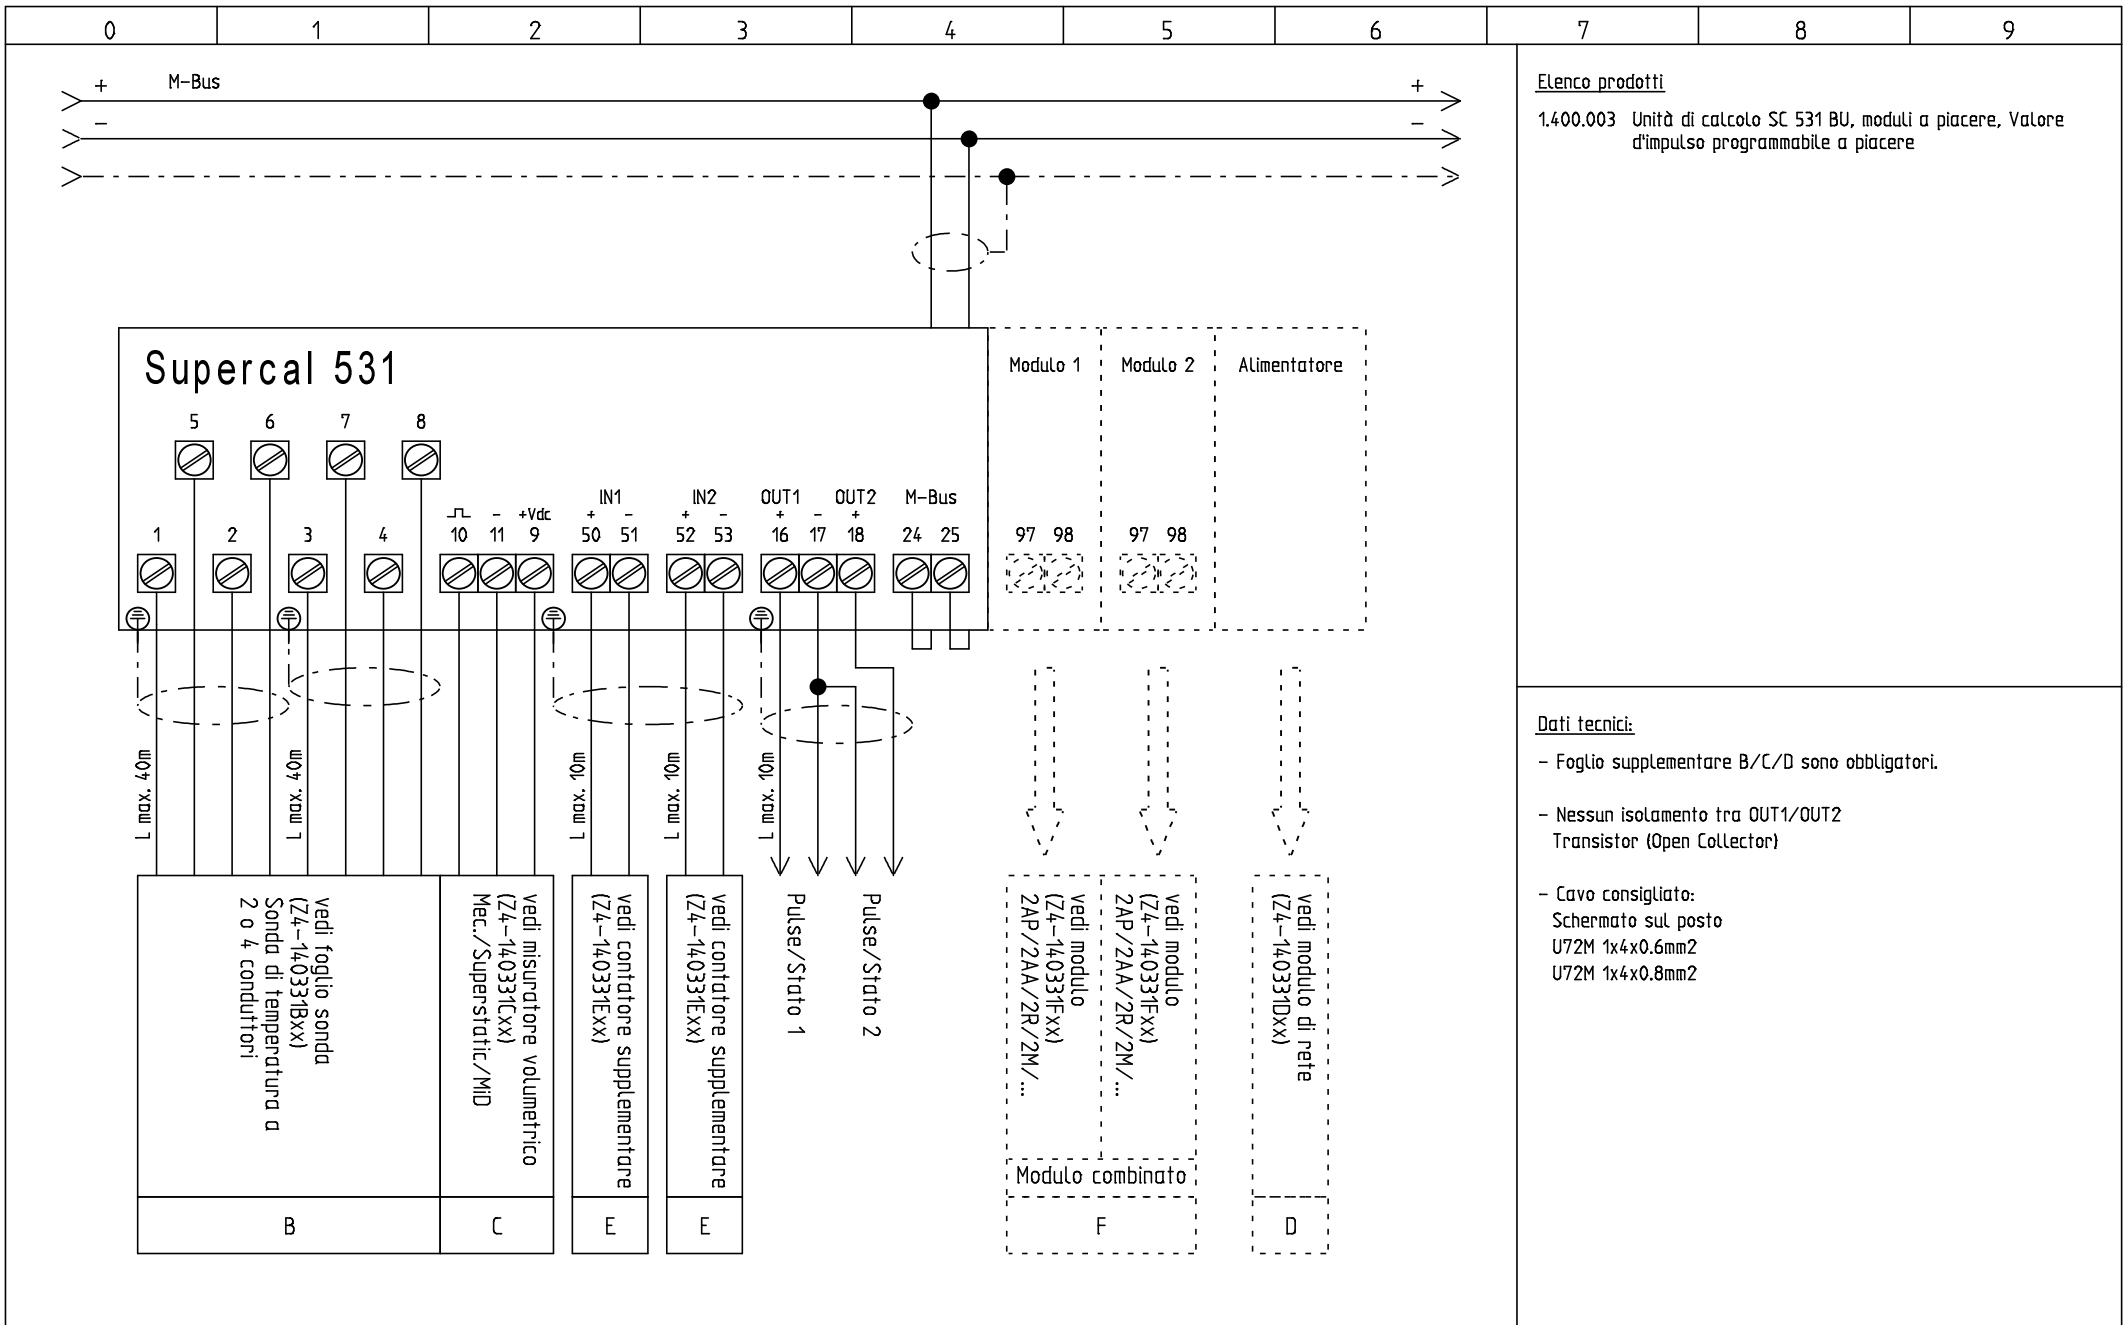 0 1 2 3 4 5 6 7 8 9
+ M-Bus +
- -
Elenco prodotti
1.400.003 Unità di calcolo SC 531 BU, moduli a piacere, Valore
d'impulso programmabile a piacere
Supercal 531
Modulo 1 Modulo 2 Alimentatore
5 6 7 8
IN1 IN2 OUT1 OUT2 M-Bus
- +Vdc + - + - + - +
1 2 3 4 10 11 9 50 51 52 53 16 17 18 24 25 97 98 97 98
L max. 40m
L max. 40m
L max. 10m
L max. 10m
L max. 10m
vedi foglio sonda
(Z4-140331Bxx)
Sonda di temperatura a
2 o 4 conduttori
vedi misuratore volumetrico
(Z4-140331Cxx)
Mec./Superstatic/MiD
vedi contatore supplementare
(Z4-140331Exx)
vedi contatore supplementare
(Z4-140331Exx)
Pulse/Stato 1
Pulse/Stato 2
vedi modulo
(Z4-140331Fxx)
2AP/2AA/2R/2M/...
vedi modulo
(Z4-140331Fxx)
2AP/2AA/2R/2M/...
vedi modulo di rete
(Z4-140331Dxx)
Modulo combinato
B C E E F D
Dati tecnici:
- Foglio supplementare B/C/D sono obbligatori.
- Nessun isolamento tra OUT1/OUT2
Transistor (Open Collector)
- Cavo consigliato:
Schermato sul posto
U72M 1x4x0.6mm2
U72M 1x4x0.8mm2